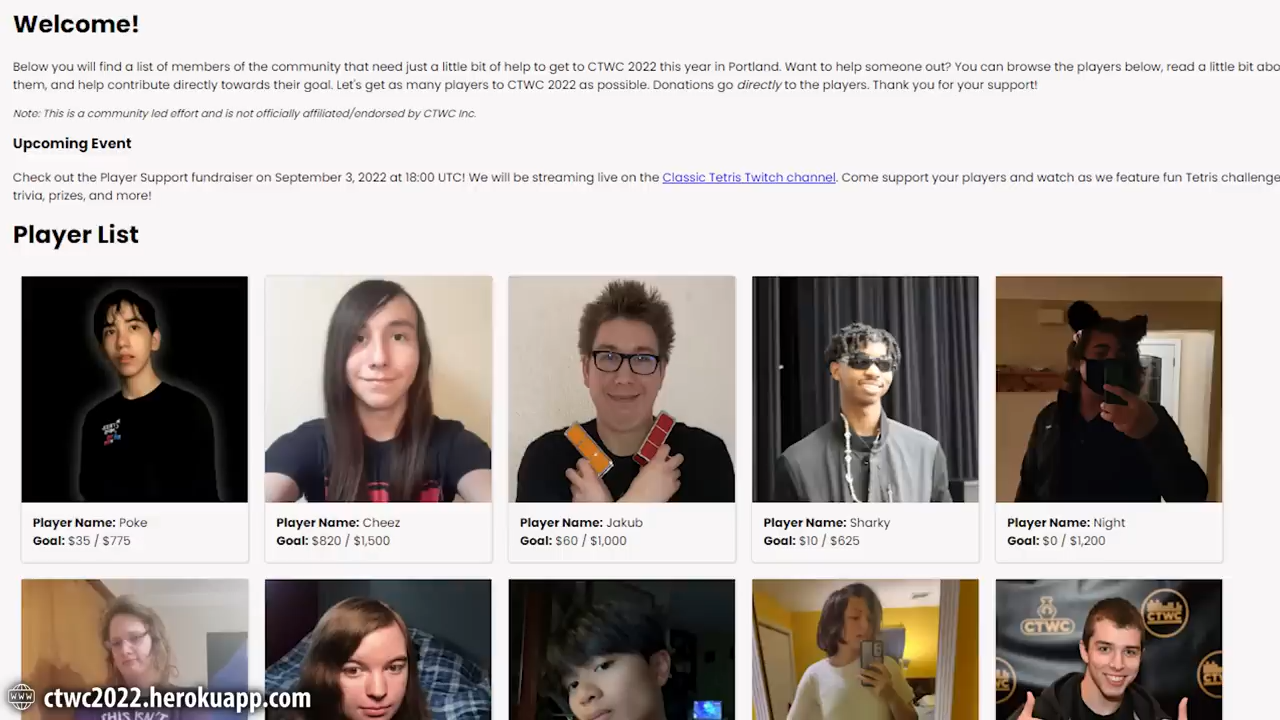 Welcome!
Below you will find a list of members of the community that need just a little bit of help to get to CTWC 2022 this year in Portland. Want to help someone out? You can browse the players below, read a little bit
them, and help contribute directly towards their goal. Let's get as many players to CTWC 2022 as possible. Donations go directly to the players. Thank you for your support!
Note: This is a community led effort and is not officially affiliated/endorsed by CTWC Inc.
Upcoming Event
Check out the Player Support fundraiser on September 3, 2022 at 18:00 UTC! We will be streaming live on the Classic Tetris Twitch channel. Come support your players and watch as we feature fun Tetris challenge
trivia, prizes, and more!
Player List
Player Name: Poke
Goal: $35 / $775
Player Name: Cheez
Goal: $820 / $1,500
Player Name: Jakub
Goal: $60 / $1,000
Player Name: Sharky
Goal: $10 / $625
Player Name: Night
Goal: $0 / $1,200
CTWC
CTWC
THIS ISN'T
WWW
ctwc2022.herokuapp.com